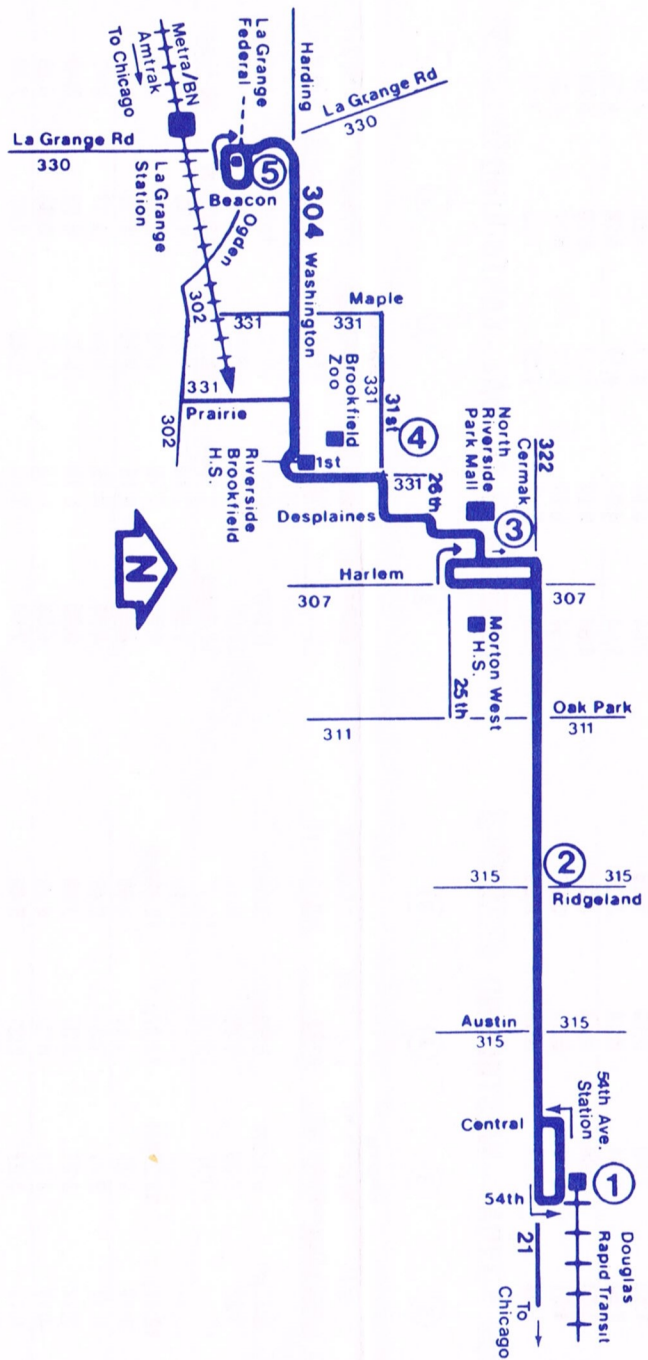 Metra/BN
Amtrak
To Chicago
La Grange
Federal
Harding
La Grange Rd
330
La Grange Rd
330
La Grange
Station
5
Beacon
Ogden
304 Washington
302
331
Maple
331
331
Prairie
302
Brookfield
Zoo
331
31st
4
Riverside
Brookfield
H.S.
1st
331
26th
Desplaines
North
Riverside
Park Mall
322
Cermak
3
N
Harlem
307
307
Morton West
H.S.
25th
Oak Park
311
311
2
315
315
Ridgeland
Austin
315
315
54th Ave.
Station
Central
1
54th
21
To
Chicago
Douglas
Rapid Transit